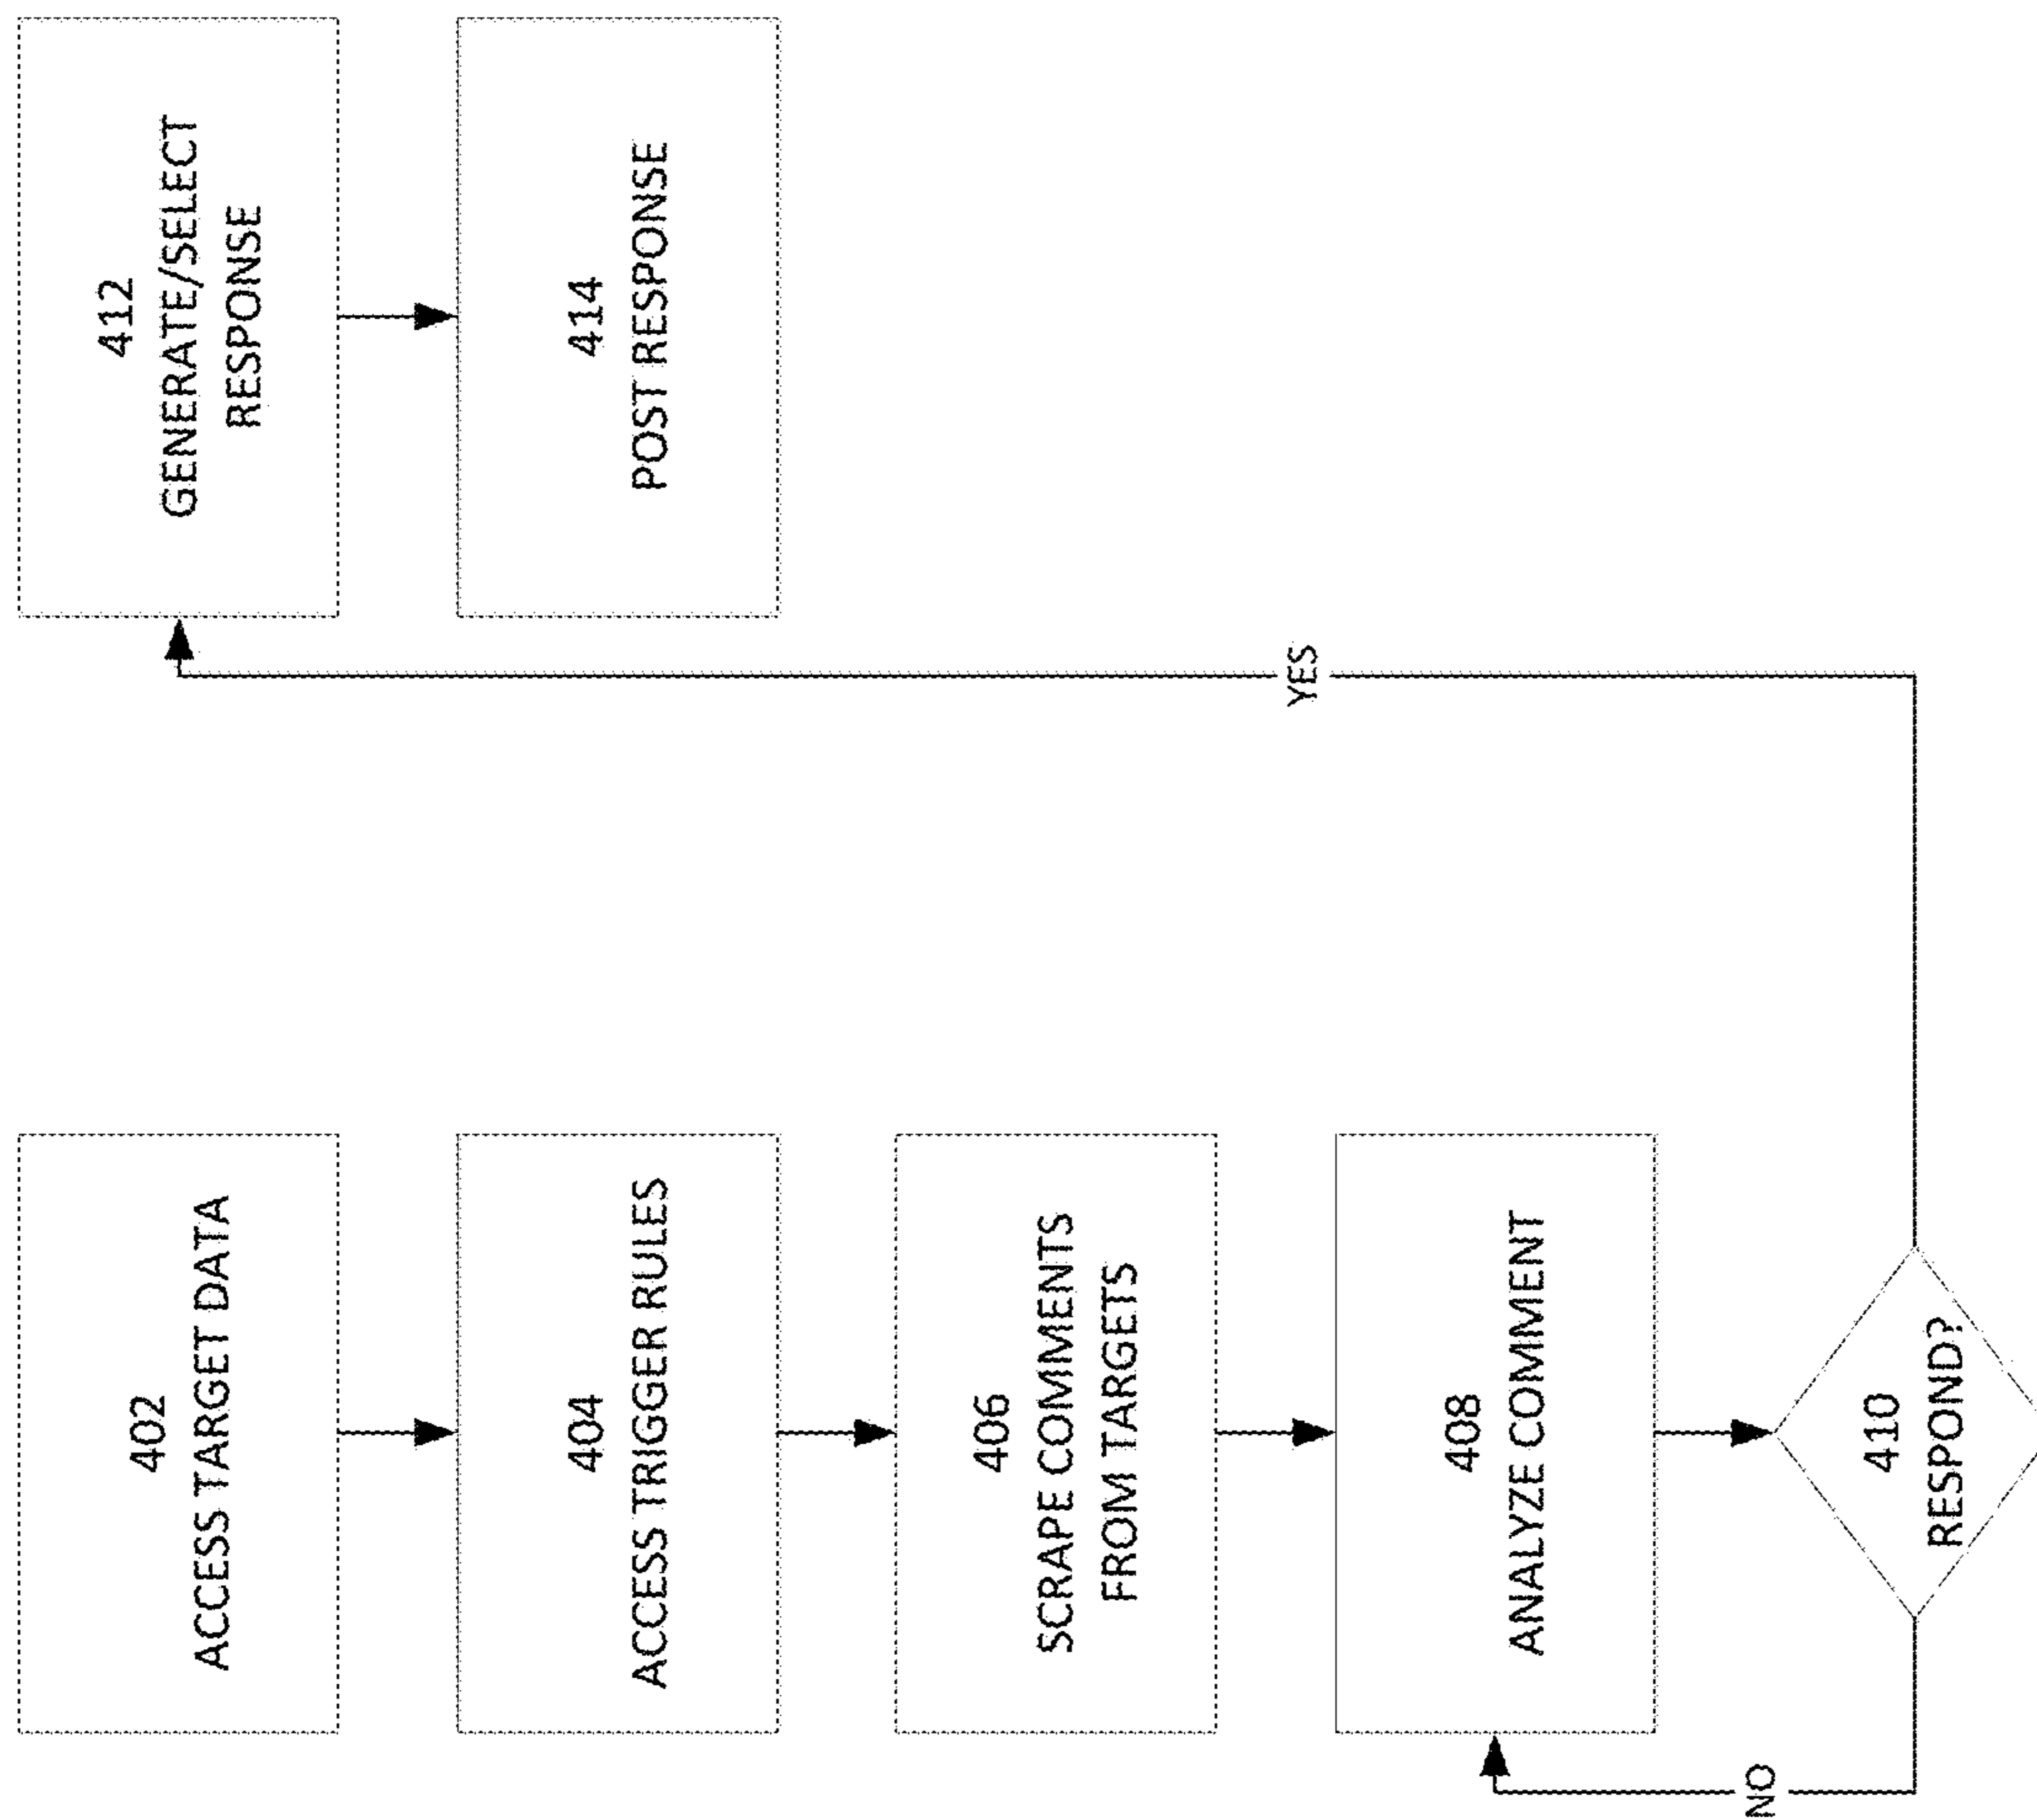 402
ACCESS TARGET DATA
404
ACCESS TRIGGER RULES
406
SCRAPE COMMENTS
FROM TARGETS
408
ANALYZE COMMENT
410
RESPOND?
NO
YES
412
GENERATE/SELECT
RESPONSE
414
POST RESPONSE